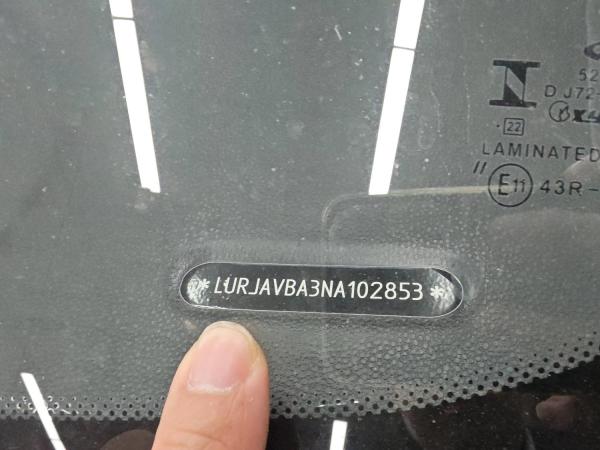 N
52
DJ72-
22
LAMINATED
E11 43R-
*LURJAVBA3NA102853*